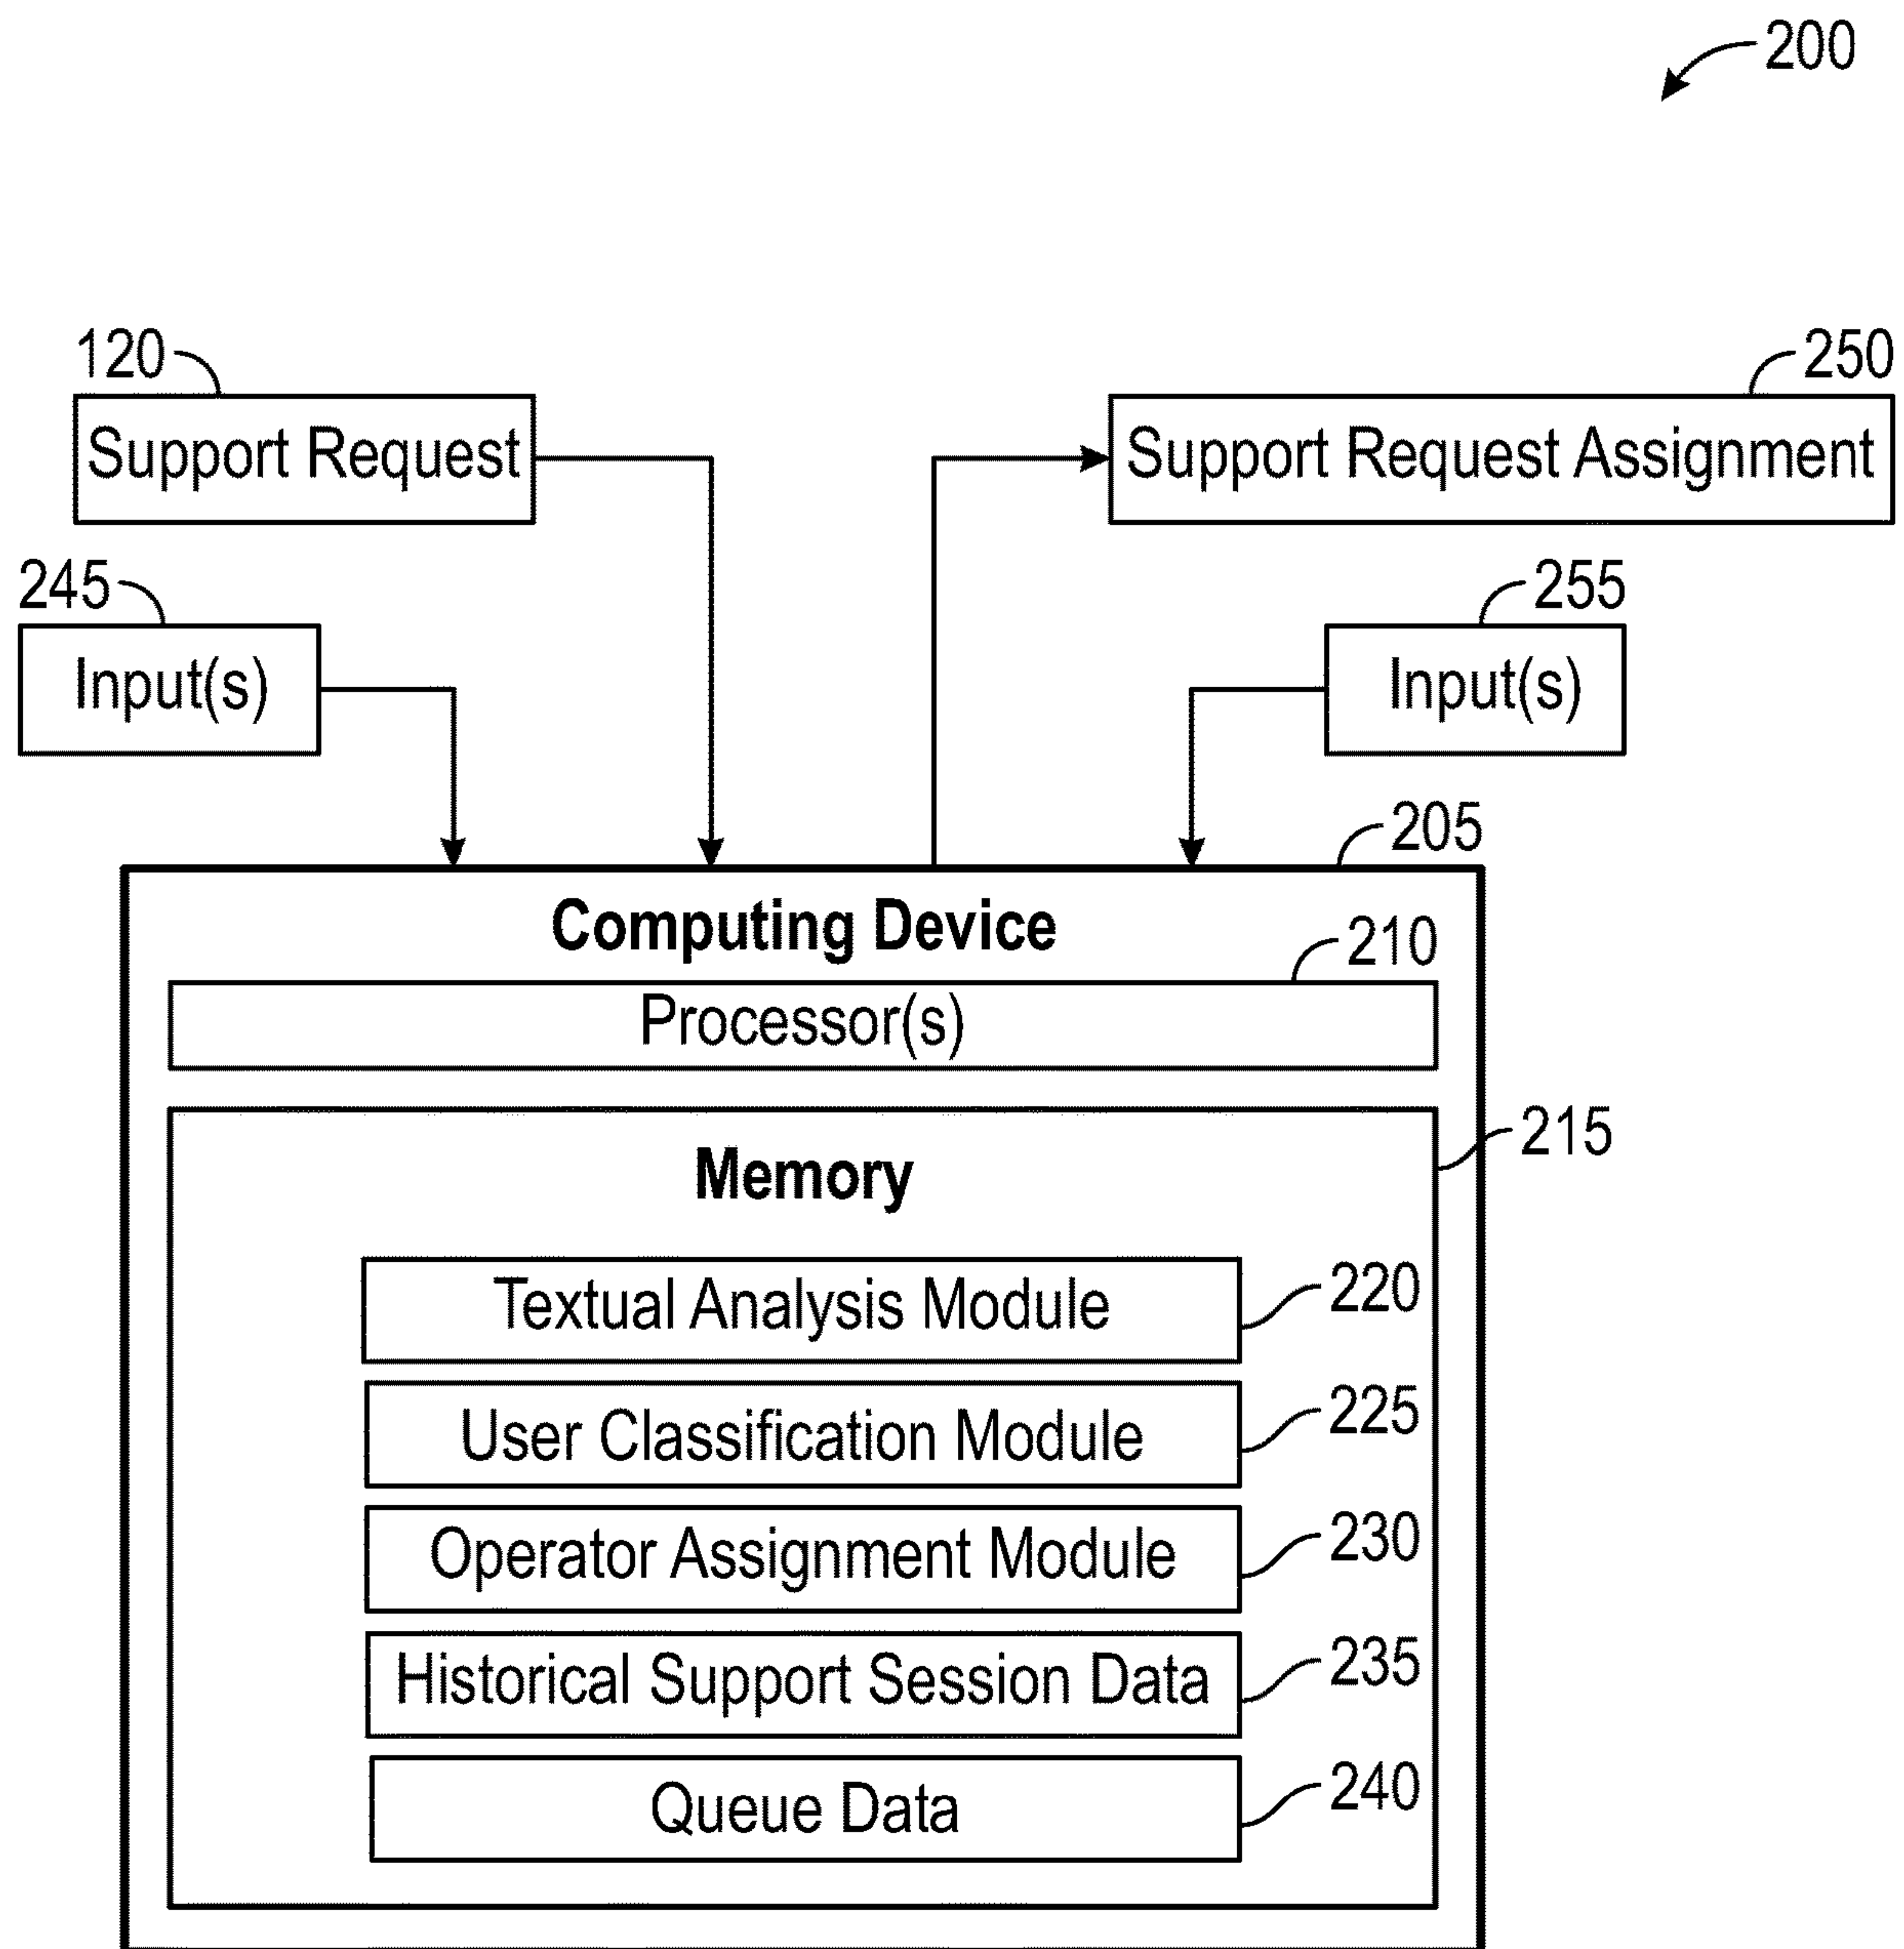 200
120
250
Support Request
Support Request Assignment
245
255
Input(s)
Input(s)
205
Computing Device
210
Processor(s)
215
Memory
Textual Analysis Module
220
User Classification Module
225
Operator Assignment Module
230
Historical Support Session Data
235
Queue Data
240